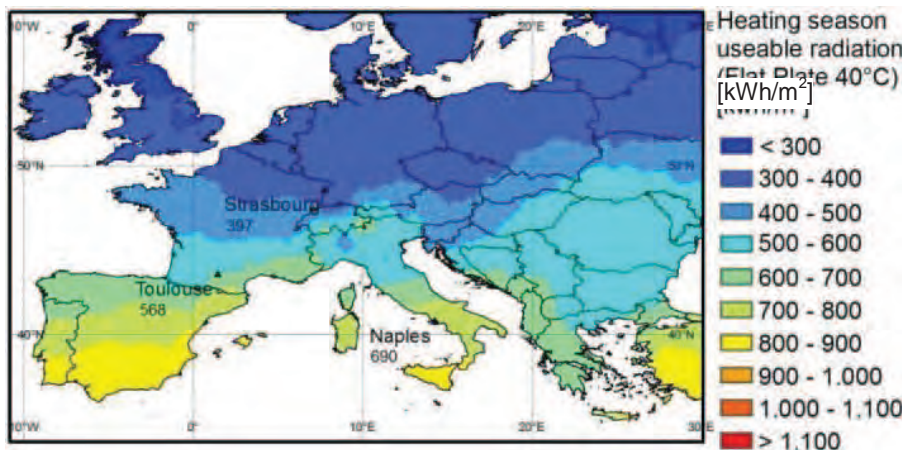 10°W
0°
10°E
20°E
Heating season
useable radiation
(Flat Plate 40°C)
[kWh/m²]
50°N
50°N
Strasbourg
397
Toulouse
568
Naples
690
40°N
40°N
10°W
0°
10°E
20°E
30°E
< 300
300 - 400
400 - 500
500 - 600
600 - 700
700 - 800
800 - 900
900 - 1.000
1.000 - 1.100
> 1.100